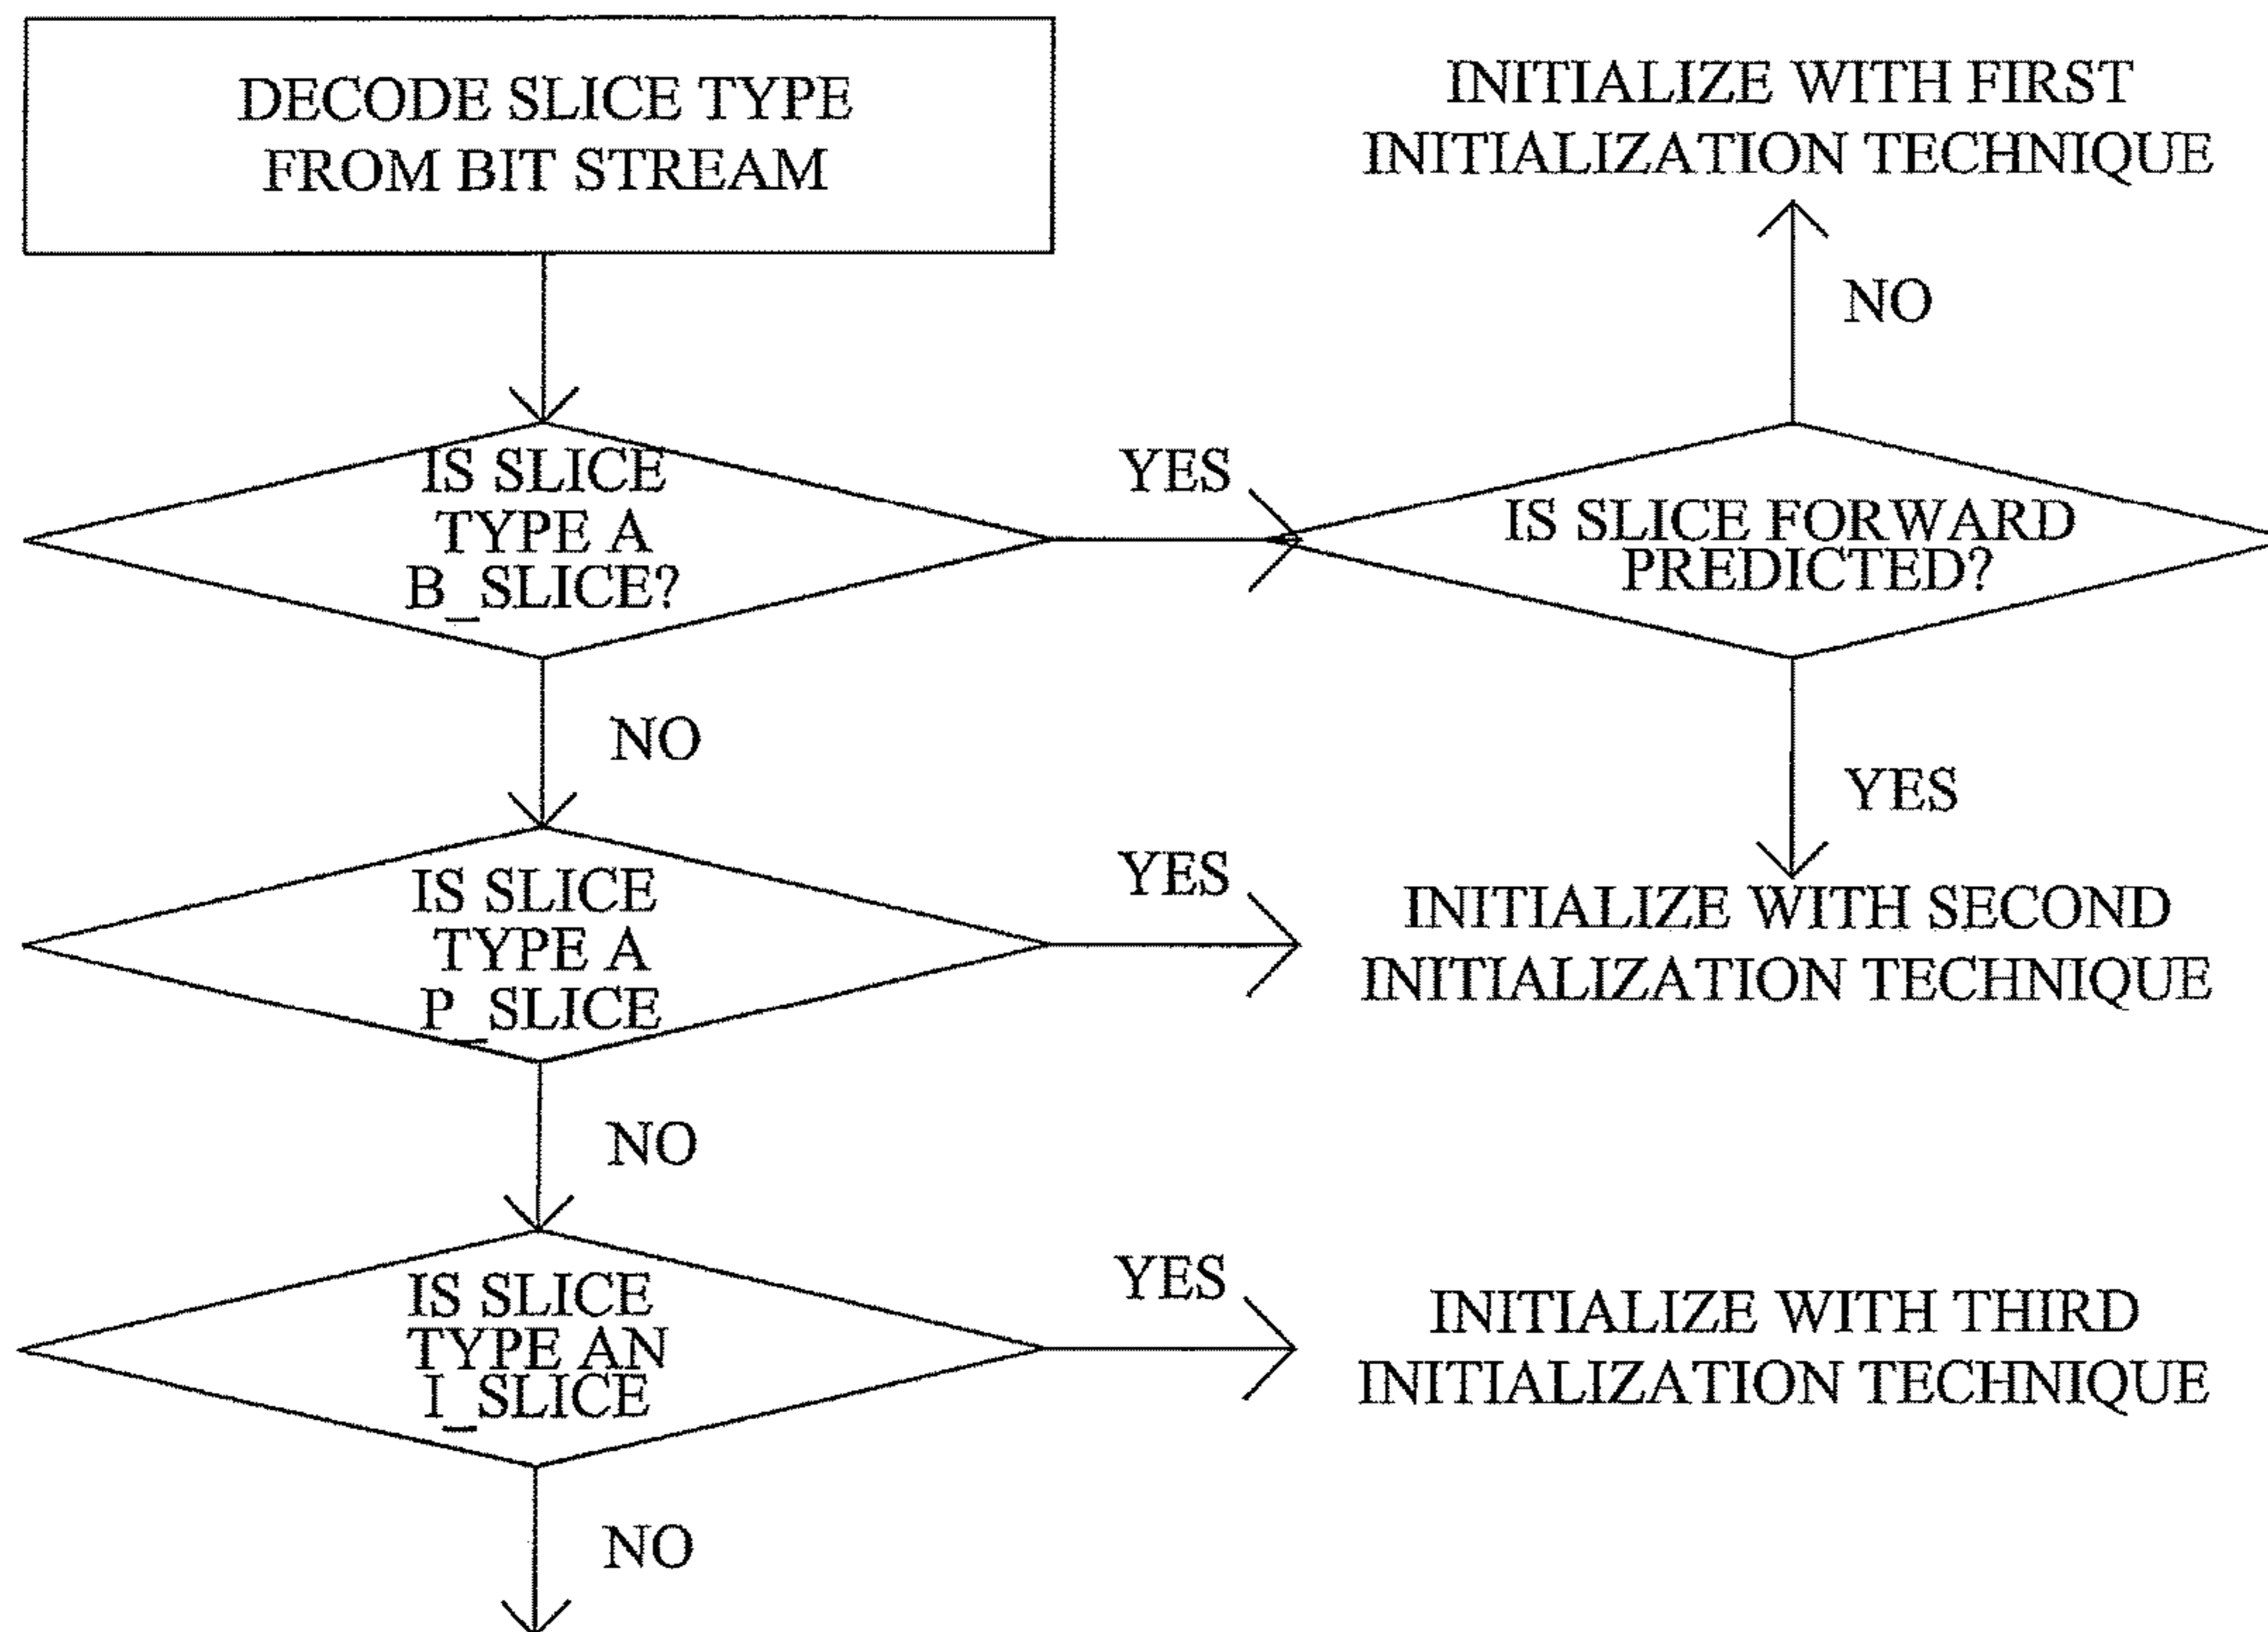 DECODE SLICE TYPE
FROM BIT STREAM
INITIALIZE WITH FIRST
INITIALIZATION TECHNIQUE
NO
IS SLICE
TYPE A
B_SLICE?
YES
IS SLICE FORWARD
PREDICTED?
NO
YES
IS SLICE
TYPE A
P_SLICE
YES
INITIALIZE WITH SECOND
INITIALIZATION TECHNIQUE
NO
IS SLICE
TYPE AN
I_SLICE
YES
INITIALIZE WITH THIRD
INITIALIZATION TECHNIQUE
NO